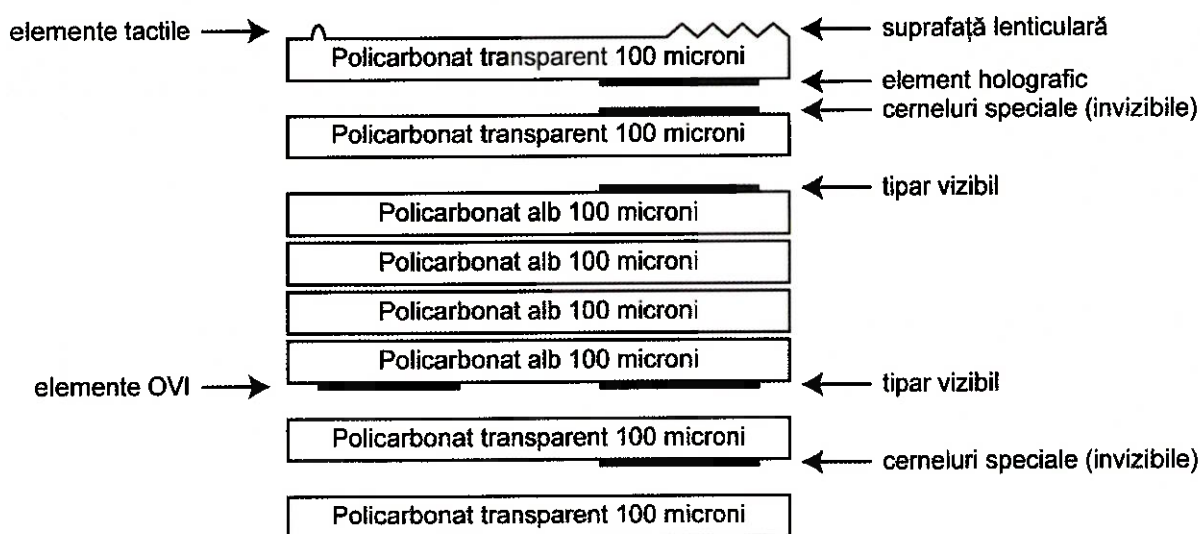 elemente tactile
suprafață lenticulară
Policarbonat transparent 100 microni
element holografic
cerneluri speciale (invizibile)
Policarbonat transparent 100 microni
tipar vizibil
Policarbonat alb 100 microni
Policarbonat alb 100 microni
Policarbonat alb 100 microni
Policarbonat alb 100 microni
elemente OVI
tipar vizibil
Policarbonat transparent 100 microni
cerneluri speciale (invizibile)
Policarbonat transparent 100 microni